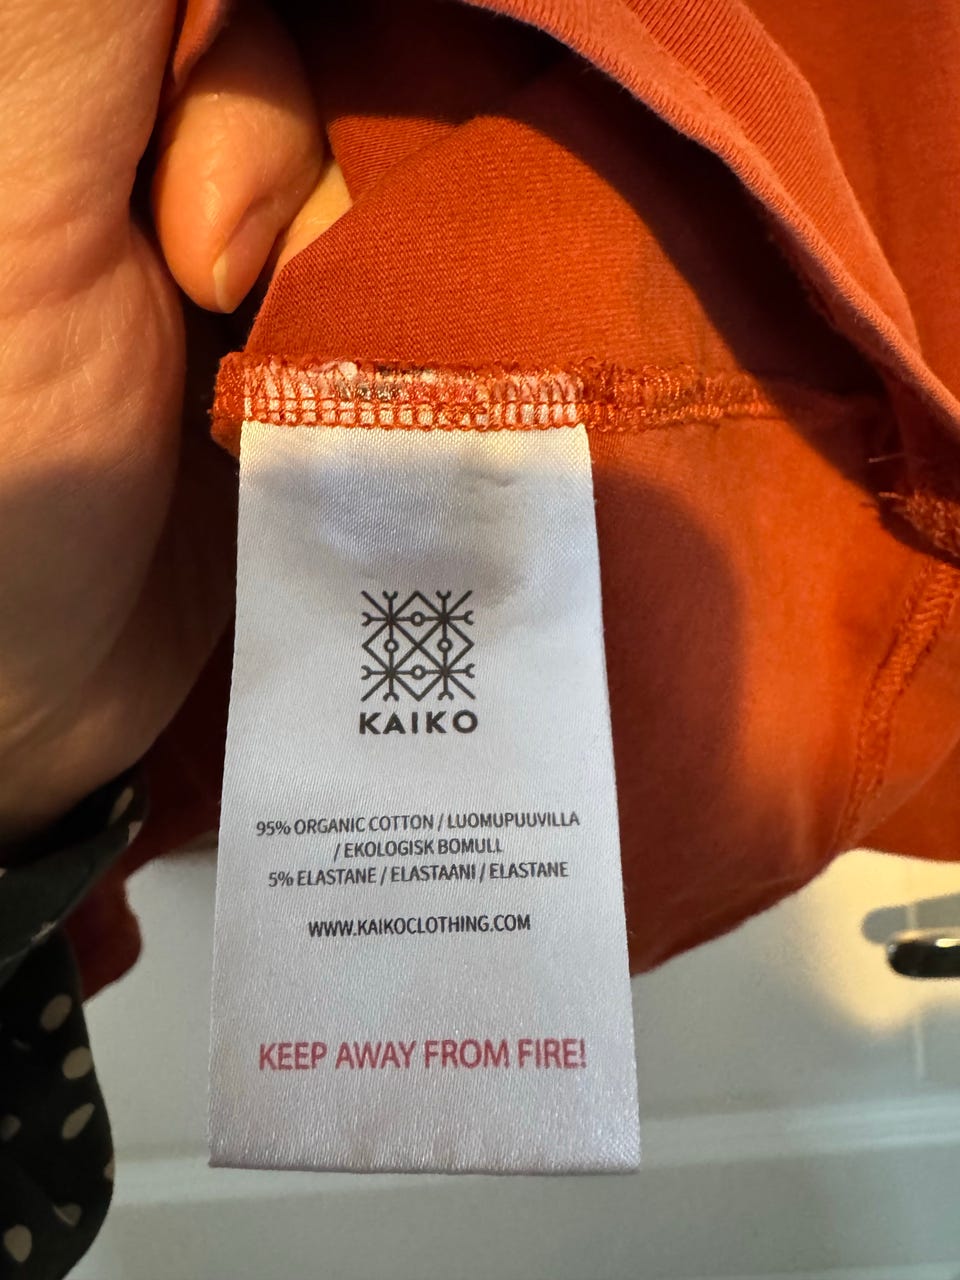 KAIKO
95% ORGANIC COTTON / LUOMUPUUVILLA
/ EKOLOGISK BOMULL
5% ELASTANE / ELASTAANI / ELASTANE
WWW.KAIKOCLOTHING.COM
KEEP AWAY FROM FIRE!